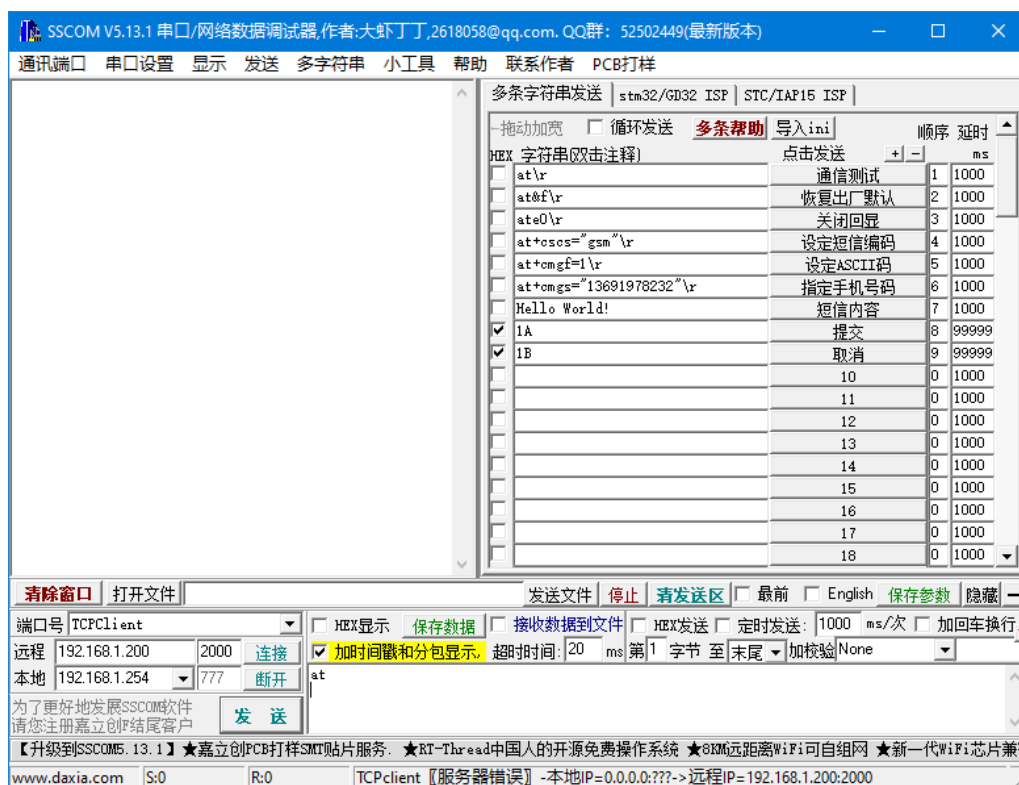 SSCOM V5.13.1 串口/网络数据调试器,作者:大虾丁丁,2618058@qq.com. QQ群: 52502449(最新版本)
通讯端口 串口设置 显示 发送 多字符串 小工具 帮助 联系作者 PCB打样
多条字符串发送 stm32/GD32 ISP STC/IAP15 ISP
拖动加宽 循环发送 多条帮助 导入ini 顺序 延时
HEX 字符串(双击注释) 点击发送 + - ms
at\r 通信测试 1 1000
at&f\r 恢复出厂默认 2 1000
ate0\r 关闭回显 3 1000
at+cscs="gsm"\r 设定短信编码 4 1000
at+cmgf=1\r 设定ASCII码 5 1000
at+cmgs="13691978232"\r 指定手机号码 6 1000
Hello World! 短信内容 7 1000
1A 提交 8 99999
1B 取消 9 99999
10 0 1000
11 0 1000
12 0 1000
13 0 1000
14 0 1000
15 0 1000
16 0 1000
17 0 1000
18 0 1000
清除窗口 打开文件 发送文件 停止 清发送区 最前 English 保存参数 隐藏
端口号 TCPClient HEX显示 保存数据 接收数据到文件 HEX发送 定时发送: 1000 ms/次 加回车换行
远程 192.168.1.200 2000 连接 加时间戳和分包显示, 超时时间: 20 ms 第1 字节 至 末尾 加校验 None
本地 192.168.1.254 777 断开 at
为了更好地发展SSCOM软件
请您注册嘉立创F结尾客户
发 送
【升级到SSCOM5.13.1】★嘉立创PCB打样SMT贴片服务. ★RT-Thread中国人的开源免费操作系统 ★8KM远距离WiFi可自组网 ★新一代WiFi芯片兼
www.daxia.com S:0 R:0 TCPclient 〖服务器错误〗-本地IP=0.0.0.0:???->远程IP=192.168.1.200:2000